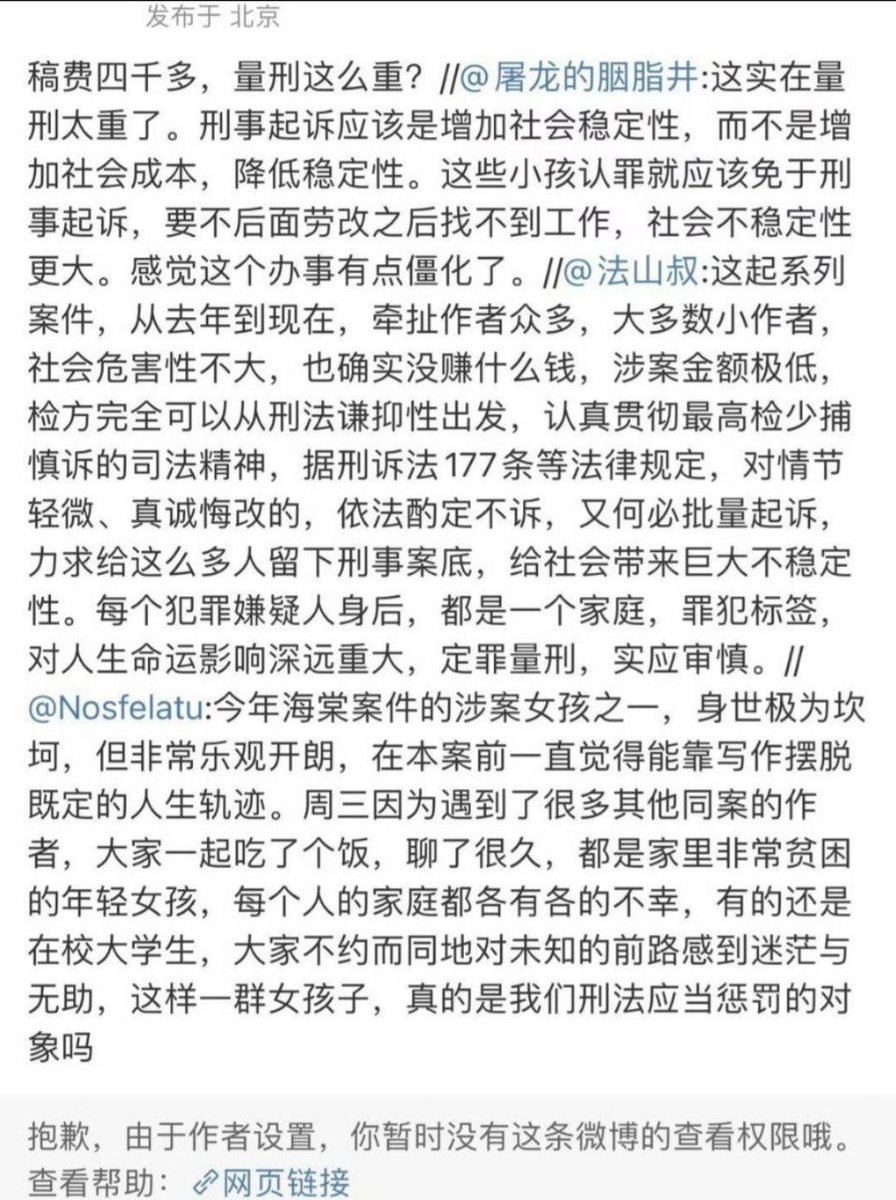 发布于 北京
稿费四千多，量刑这么重？//@屠龙的胭脂井:这实在量
刑太重了。刑事起诉应该是增加社会稳定性，而不是增
加社会成本，降低稳定性。这些小孩认罪就应该免于刑
事起诉，要不后面劳改之后找不到工作，社会不稳定性
更大。感觉这个办事有点僵化了。//@法山叔:这起系列
案件，从去年到现在，牵扯作者众多，大多数小作者，
社会危害性不大，也确实没赚什么钱，涉案金额极低，
检方完全可以从刑法谦抑性出发，认真贯彻最高检少捕
慎诉的司法精神，据刑诉法177条等法律规定，对情节
轻微、真诚悔改的，依法酌定不诉，又何必批量起诉，
力求给这么多人留下刑事案底，给社会带来巨大不稳定
性。每个犯罪嫌疑人身后，都是一个家庭，罪犯标签，
对人生命运影响深远重大，定罪量刑，实应审慎。//
@Nosfelatu:今年海棠案件的涉案女孩之一，身世极为坎
坷，但非常乐观开朗，在本案前一直觉得能靠写作摆脱
既定的人生轨迹。周三因为遇到了很多其他同案的作
者，大家一起吃了个饭，聊了很久，都是家里非常贫困
的年轻女孩，每个人的家庭都各有各的不幸，有的还是
在校大学生，大家不约而同地对未知的前路感到迷茫与
无助，这样一群女孩子，真的是我们刑法应当惩罚的对
象吗
抱歉，由于作者设置，你暂时没有这条微博的查看权限哦。
查看帮助：网页链接